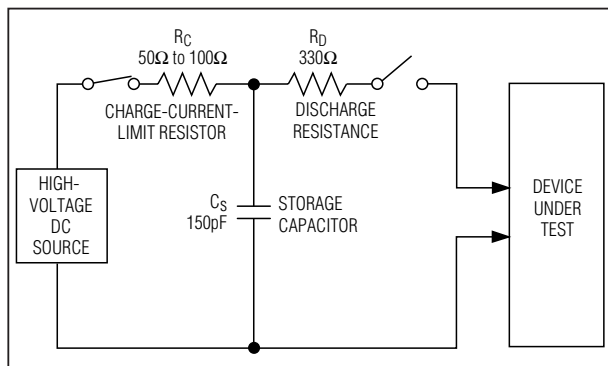 R_C
50Ω to 100Ω
CHARGE-CURRENT-
LIMIT RESISTOR
R_D
330Ω
DISCHARGE
RESISTANCE
HIGH-
VOLTAGE
DC
SOURCE
C_S
150pF
STORAGE
CAPACITOR
DEVICE
UNDER
TEST